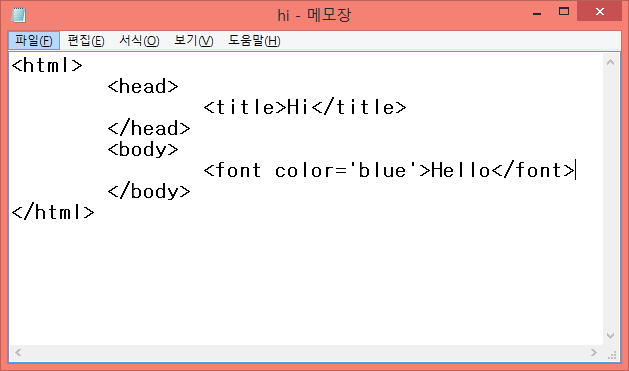 hi - 메모장
파일(F) 편집(E) 서식(O) 보기(V) 도움말(H)
<html>
<head>
<title>Hi</title>
</head>
<body>
<font color='blue'>Hello</font>
</body>
</html>